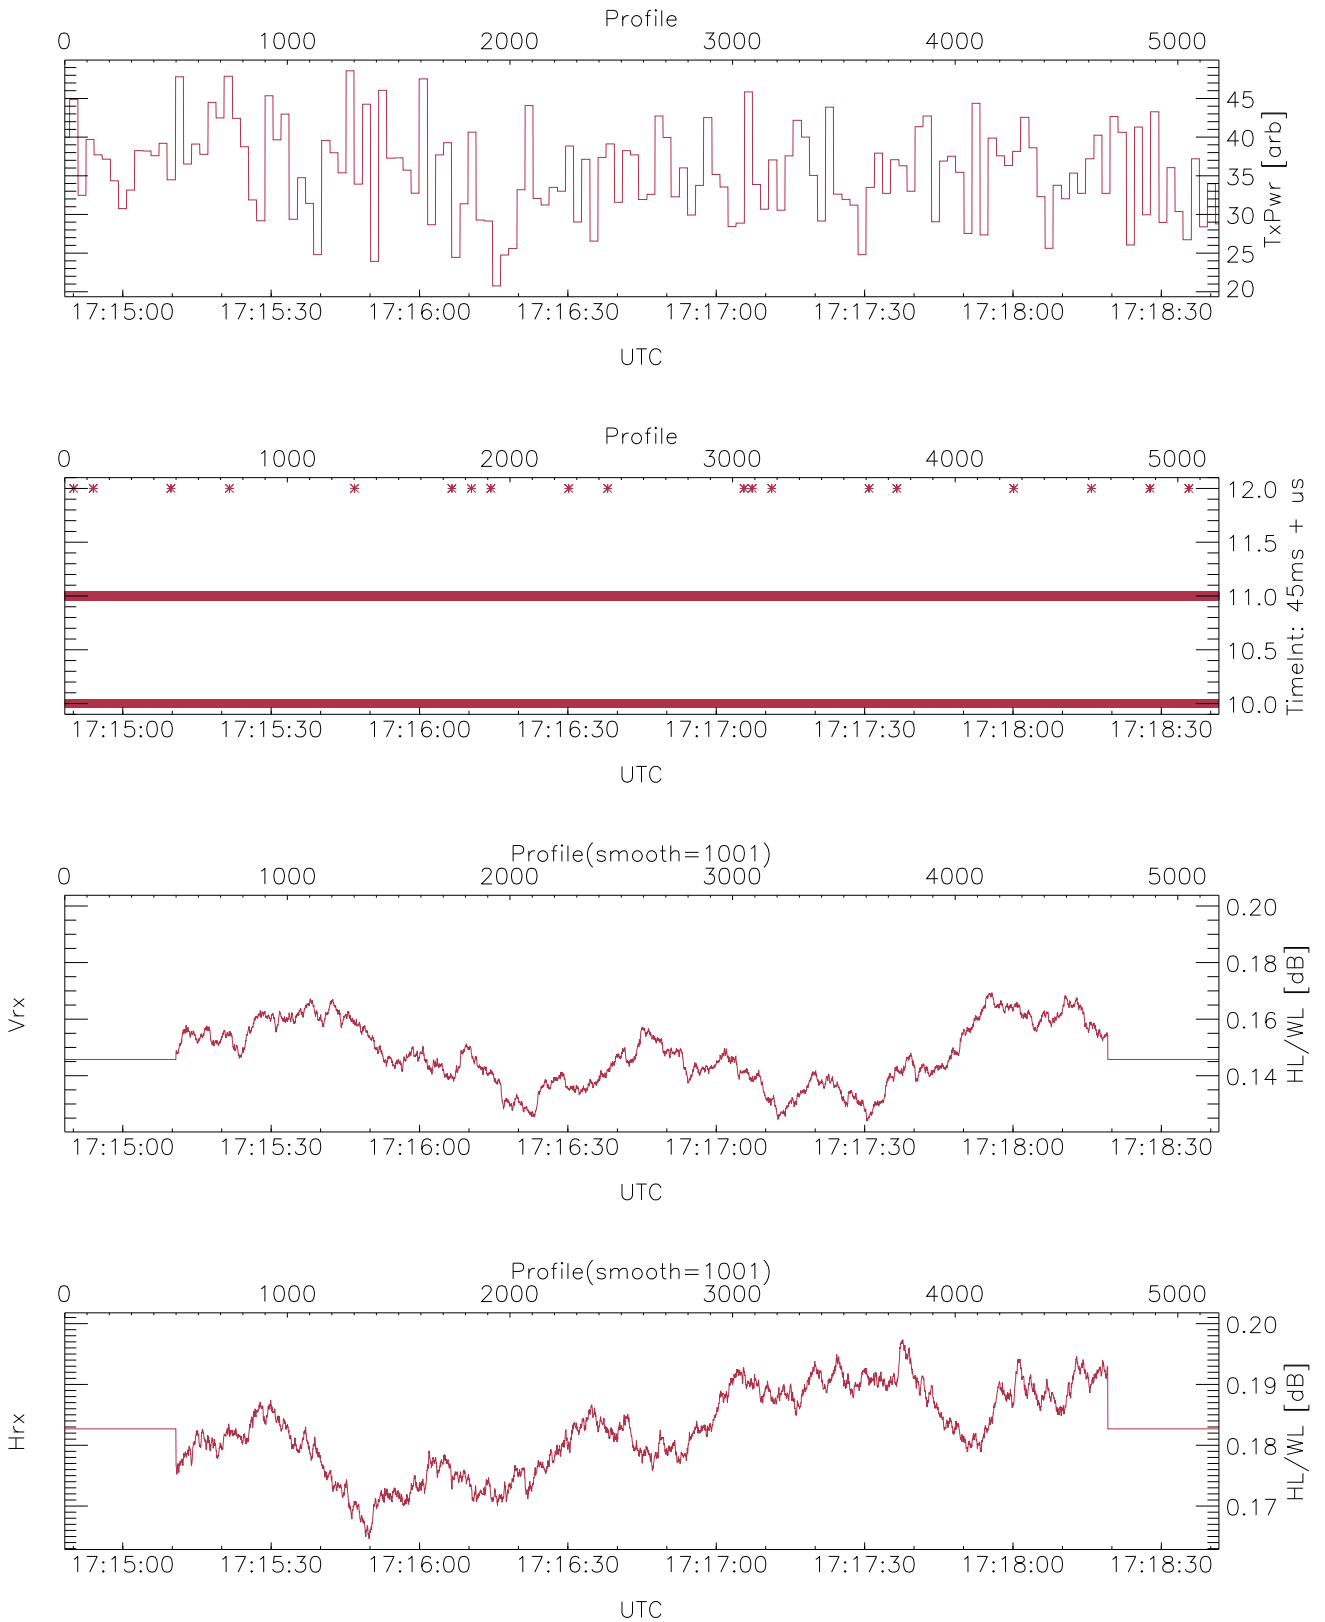 Profile
0 1000 2000 3000 4000 5000
45
40
35
30
25
20
TxPwr [arb]
17:15:00 17:15:30 17:16:00 17:16:30 17:17:00 17:17:30 17:18:00 17:18:30
UTC
Profile
0 1000 2000 3000 4000 5000
12.0
11.5
11.0
10.5
10.0
TimeInt: 45ms + us
17:15:00 17:15:30 17:16:00 17:16:30 17:17:00 17:17:30 17:18:00 17:18:30
UTC
Profile(smooth=1001)
0 1000 2000 3000 4000 5000
Vrx
0.20
0.18
0.16
0.14
HL/WL [dB]
17:15:00 17:15:30 17:16:00 17:16:30 17:17:00 17:17:30 17:18:00 17:18:30
UTC
Profile(smooth=1001)
0 1000 2000 3000 4000 5000
Hrx
0.20
0.19
0.18
0.17
HL/WL [dB]
17:15:00 17:15:30 17:16:00 17:16:30 17:17:00 17:17:30 17:18:00 17:18:30
UTC